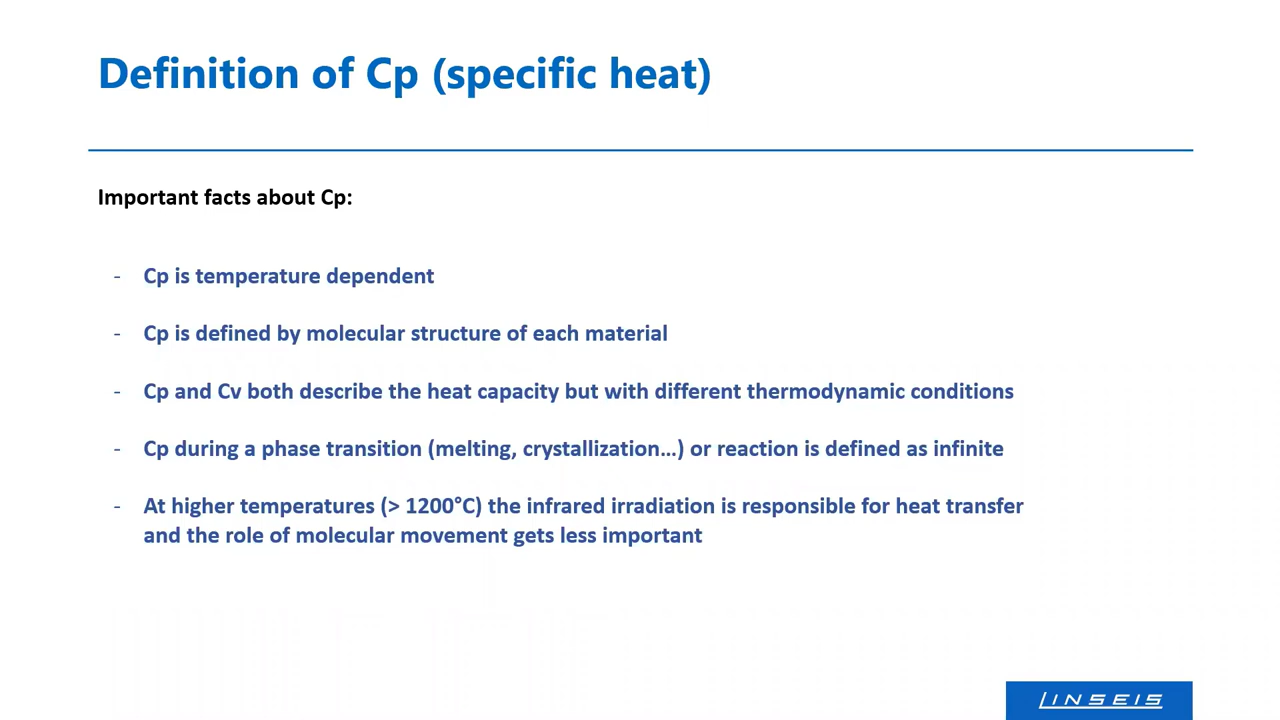 Definition of Cp (specific heat)
Important facts about Cp:
- Cp is temperature dependent
- Cp is defined by molecular structure of each material
- Cp and Cv both describe the heat capacity but with different thermodynamic conditions
- Cp during a phase transition (melting, crystallization…) or reaction is defined as infinite
- At higher temperatures (> 1200°C) the infrared irradiation is responsible for heat transfer
and the role of molecular movement gets less important
LINSEIS